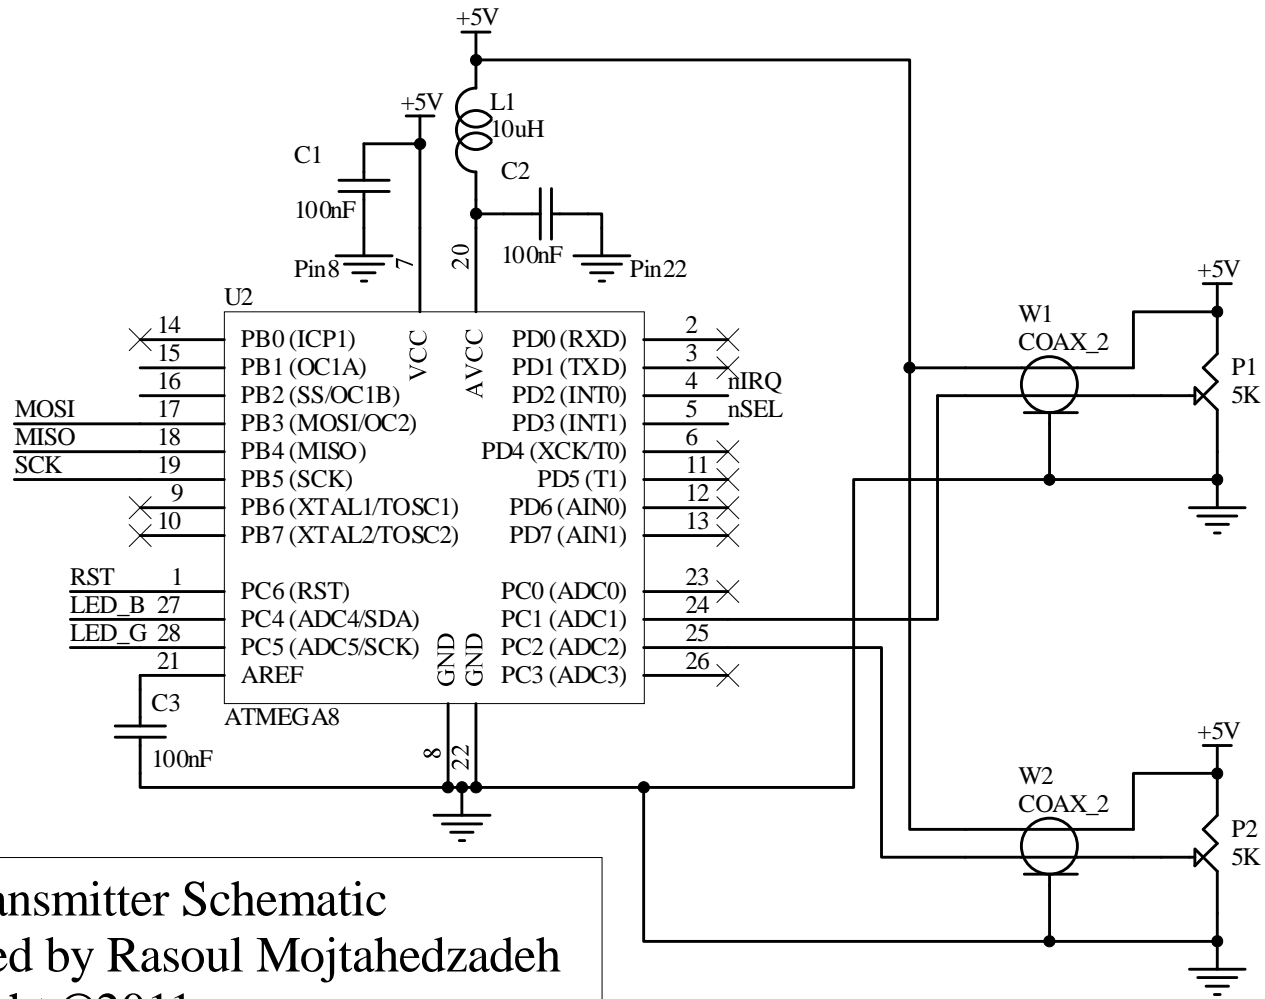 +5V
+5V
L1
10uH
C1
100nF
C2
100nF
Pin8
7
20
Pin22
U2
VCC
AVCC
14 PB0 (ICP1)
15 PB1 (OC1A)
16 PB2 (SS/OC1B)
MOSI 17 PB3 (MOSI/OC2)
MISO 18 PB4 (MISO)
SCK 19 PB5 (SCK)
9 PB6 (XTAL1/TOSC1)
10 PB7 (XTAL2/TOSC2)
RST 1 PC6 (RST)
LED_B 27 PC4 (ADC4/SDA)
LED_G 28 PC5 (ADC5/SCK)
21 AREF
PD0 (RXD) 2
PD1 (TXD) 3
PD2 (INT0) 4 nIRQ
PD3 (INT1) 5 nSEL
PD4 (XCK/T0) 6
PD5 (T1) 11
PD6 (AIN0) 12
PD7 (AIN1) 13
PC0 (ADC0) 23
PC1 (ADC1) 24
PC2 (ADC2) 25
PC3 (ADC3) 26
GND
GND
8
22
ATMEGA8
C3
100nF
W1
COAX_2
+5V
P1
5K
W2
COAX_2
+5V
P2
5K
ansmitter Schematic
ed by Rasoul Mojtahedzadeh